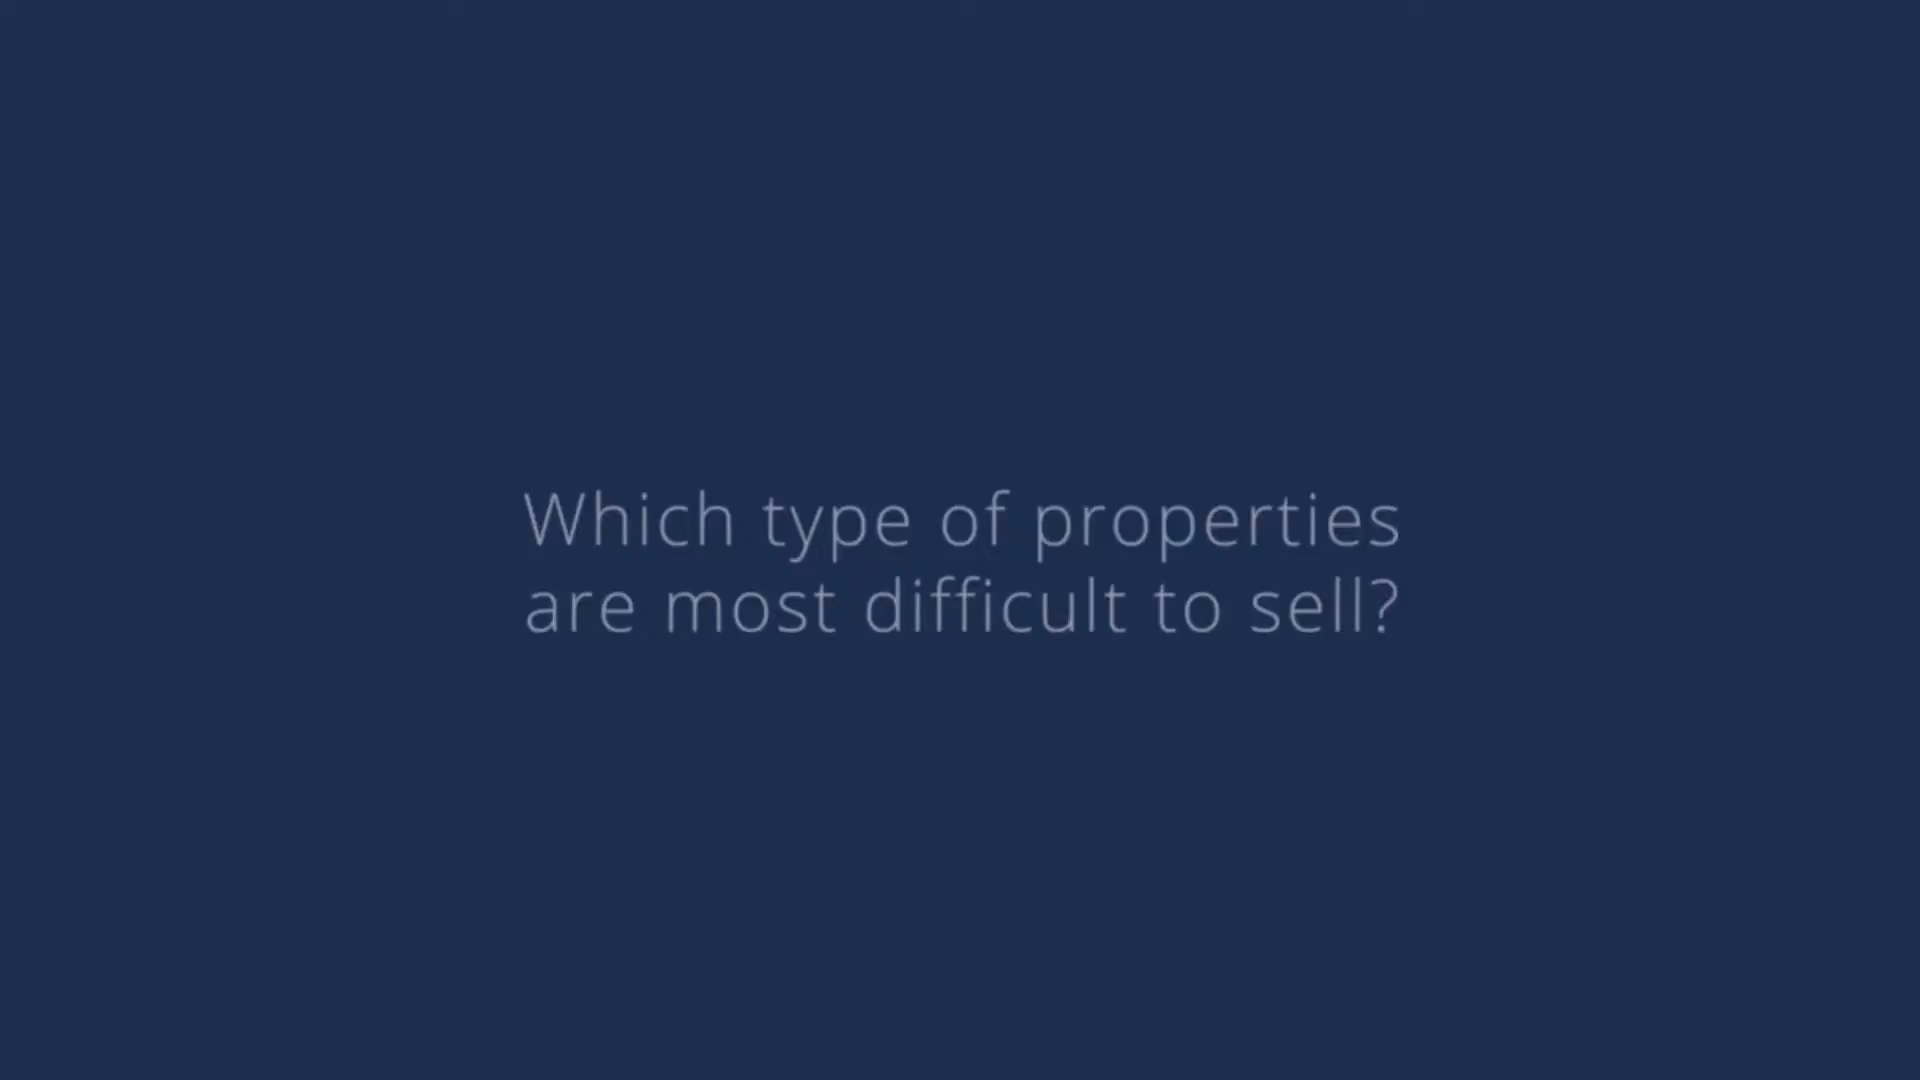 Which type of properties
are most difficult to sell?